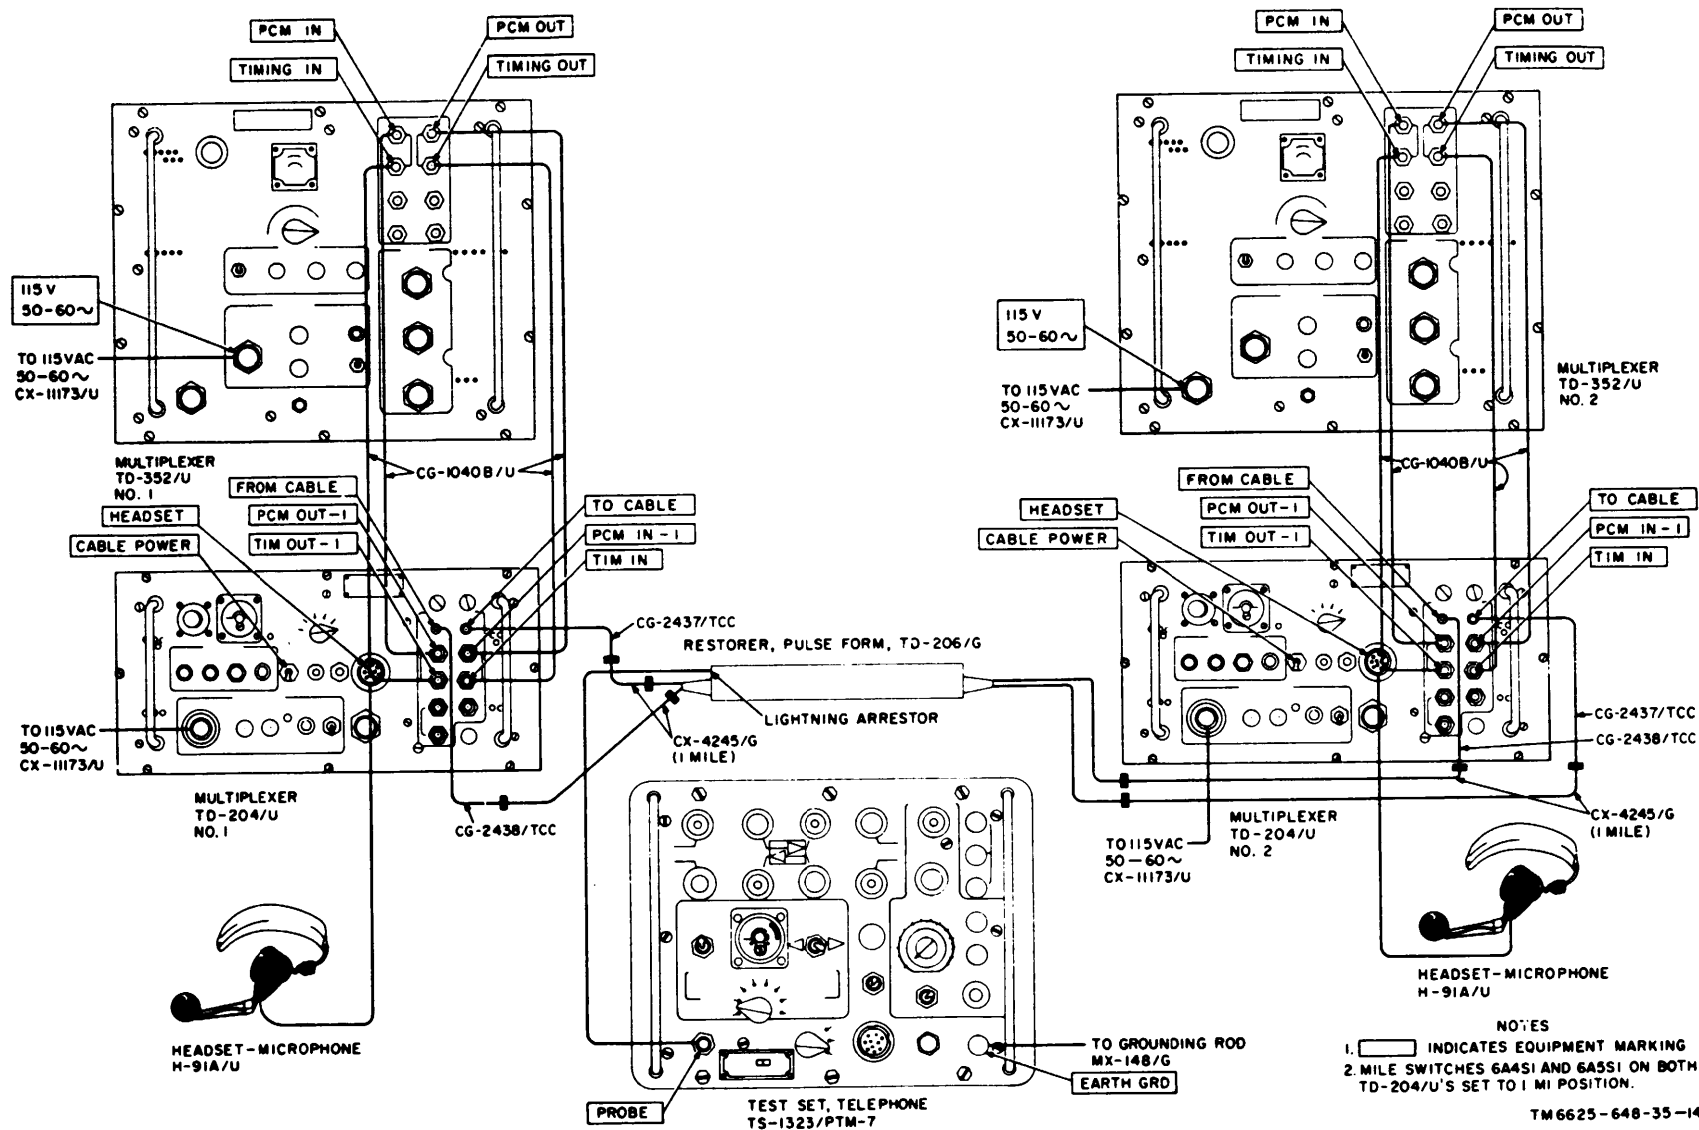 PCM IN
PCM OUT
TIMING IN
TIMING OUT
115 V
50-60~
TO 115VAC
50-60~
CX-11173/U
MULTIPLEXER
TD-352/U
NO. 1
CG-1040B/U
PCM IN
PCM OUT
TIMING IN
TIMING OUT
115 V
50-60~
TO 115VAC
50-60~
CX-11173/U
MULTIPLEXER
TD-352/U
NO. 2
CG-1040B/U
FROM CABLE
HEADSET
PCM OUT-1
CABLE POWER
TIM OUT-1
TO CABLE
PCM IN-1
TIM IN
TO 115VAC
50-60~
CX-11173/U
MULTIPLEXER
TD-204/U
NO. 1
CG-2437/TCC
RESTORER, PULSE FORM, TD-206/G
LIGHTNING ARRESTOR
CX-4245/G
(1 MILE)
CG-2438/TCC
FROM CABLE
HEADSET
PCM OUT-1
CABLE POWER
TIM OUT-1
TO CABLE
PCM IN-1
TIM IN
CG-2437/TCC
CG-2438/TCC
CX-4245/G
(1 MILE)
TO 115VAC
50-60~
CX-11173/U
MULTIPLEXER
TD-204/U
NO. 2
HEADSET-MICROPHONE
H-91A/U
HEADSET-MICROPHONE
H-91A/U
TO GROUNDING ROD
MX-148/G
EARTH GRD
PROBE
TEST SET, TELEPHONE
TS-1323/PTM-7
NOTES
1. INDICATES EQUIPMENT MARKING
2. MILE SWITCHES 6A4S1 AND 6A5S1 ON BOTH
TD-204/U'S SET TO 1 MI POSITION.
TM6625-648-35-14